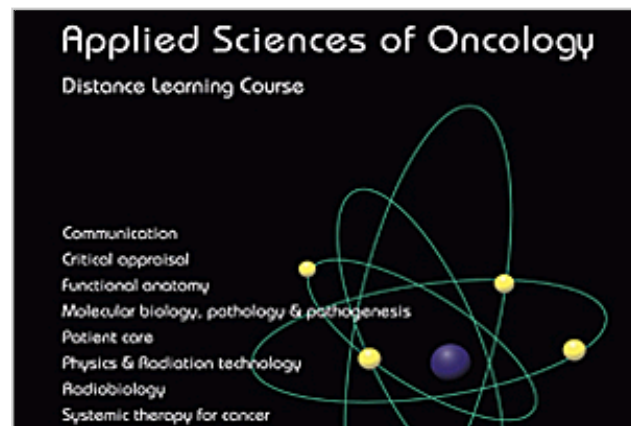 Applied Sciences of Oncology
Distance Learning Course
Communication
Critical appraisal
Functional anatomy
Molecular biology, pathology & pathogenesis
Patient care
Physics & Radiation technology
Radiobiology
Systemic therapy for cancer